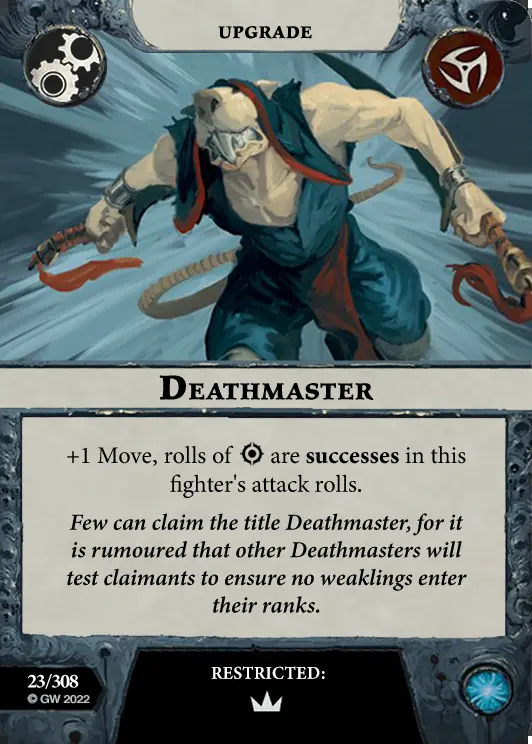 UPGRADE
DEATHMASTER
+1 Move, rolls of are successes in this
fighter's attack rolls.
Few can claim the title Deathmaster, for it
is rumoured that other Deathmasters will
test claimants to ensure no weaklings enter
their ranks.
23/308
© GW 2022
RESTRICTED: